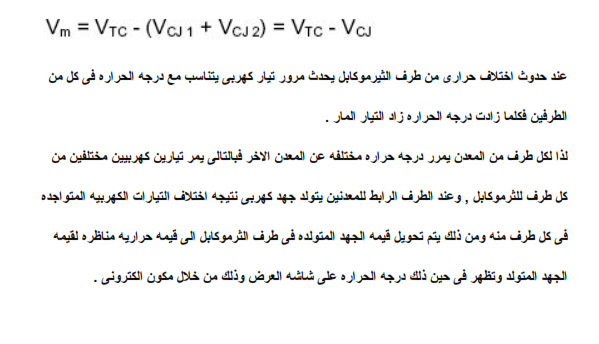 Vm = VTC - (VCJ 1 + VCJ 2) = VTC - VCJ
عند حدوث اختلاف حرارى من طرف الثيرموكابل يحدث مرور تيار كهربى يتناسب مع درجه الحراره فى كل من
الطرفين فكلما زادت درجه الحراره زاد التيار المار .
لذا لكل طرف من المعدن يمرر درجه حراره مختلفه عن المعدن الاخر فبالتالى يمر تيارين كهربيين مختلفين من
كل طرف للثرموكابل , وعند الطرف الرابط للمعدنين يتولد جهد كهربى نتيجه اختلاف التيارات الكهربيه المتواجده
فى كل طرف منه ومن ذلك يتم تحويل قيمه الجهد المتولده فى طرف الثرموكابل الى قيمه حراريه مناظره لقيمه
الجهد المتولد وتظهر فى حين ذلك درجه الحراره على شاشه العرض وذلك من خلال مكون الكترونى .